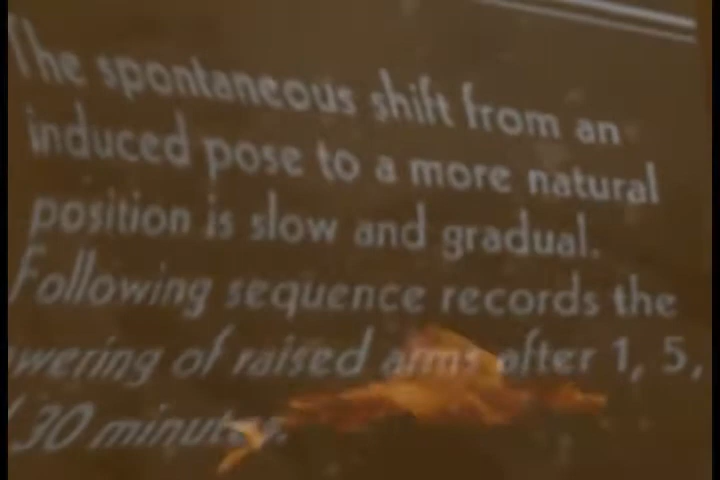 The spontaneous shift from an
induced pose to a more natural
position is slow and gradual.
Following sequence records the
wering of raised arms after 1, 5,
30 minutes.